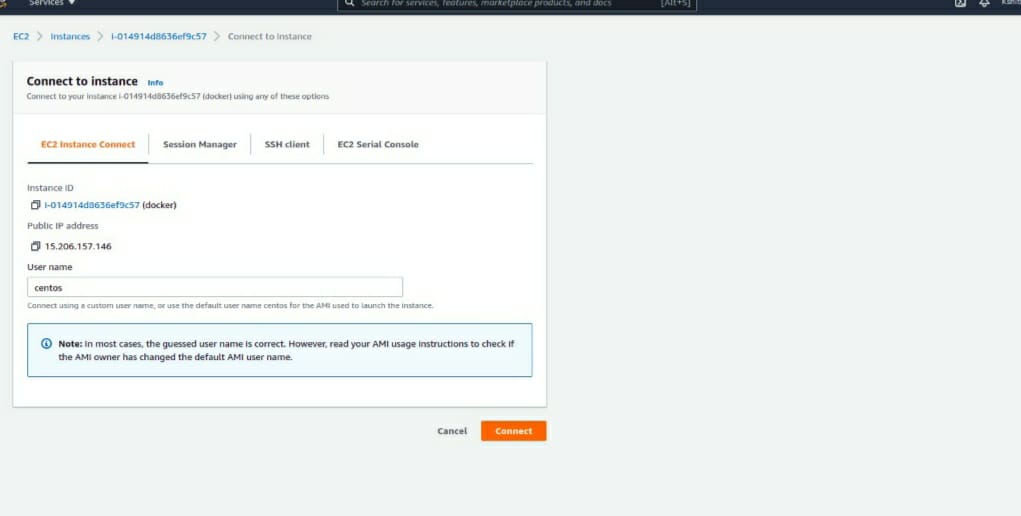 Services
Search for services, features, marketplace products, and docs [Alt+S]
EC2 > Instances > i-014914d8636ef9c57 > Connect to instance
Connect to instance Info
Connect to your instance i-014914d8636ef9c57 (docker) using any of these options
EC2 Instance Connect Session Manager SSH client EC2 Serial Console
Instance ID
i-014914d8636ef9c57 (docker)
Public IP address
15.206.157.146
User name
centos
Connect using a custom user name, or use the default user name centos for the AMI used to launch the instance.
Note: In most cases, the guessed user name is correct. However, read your AMI usage instructions to check if
the AMI owner has changed the default AMI user name.
Cancel Connect